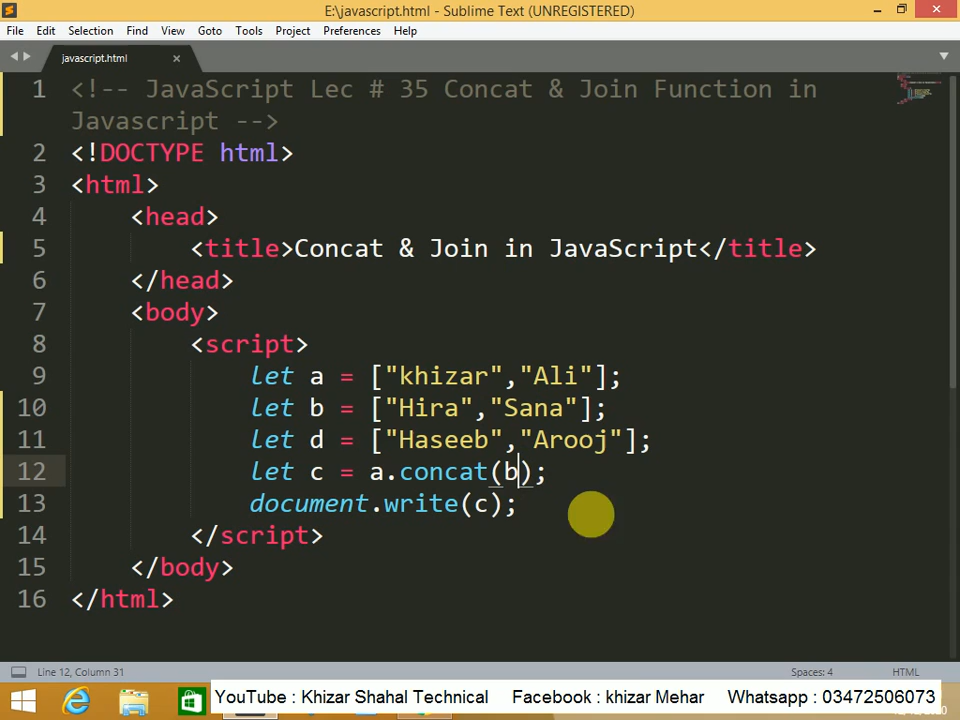 E:\javascript.html - Sublime Text (UNREGISTERED)
File Edit Selection Find View Goto Tools Project Preferences Help
javascript.html
1 <!-- JavaScript Lec # 35 Concat & Join Function in
Javascript -->
2 <!DOCTYPE html>
3 <html>
4 <head>
5 <title>Concat & Join in JavaScript</title>
6 </head>
7 <body>
8 <script>
9 let a = ["khizar","Ali"];
10 let b = ["Hira","Sana"];
11 let d = ["Haseeb","Arooj"];
12 let c = a.concat(b);
13 document.write(c);
14 </script>
15 </body>
16 </html>
Line 12, Column 31 Spaces: 4 HTML
YouTube : Khizar Shahal Technical Facebook : khizar Mehar Whatsapp : 03472506073